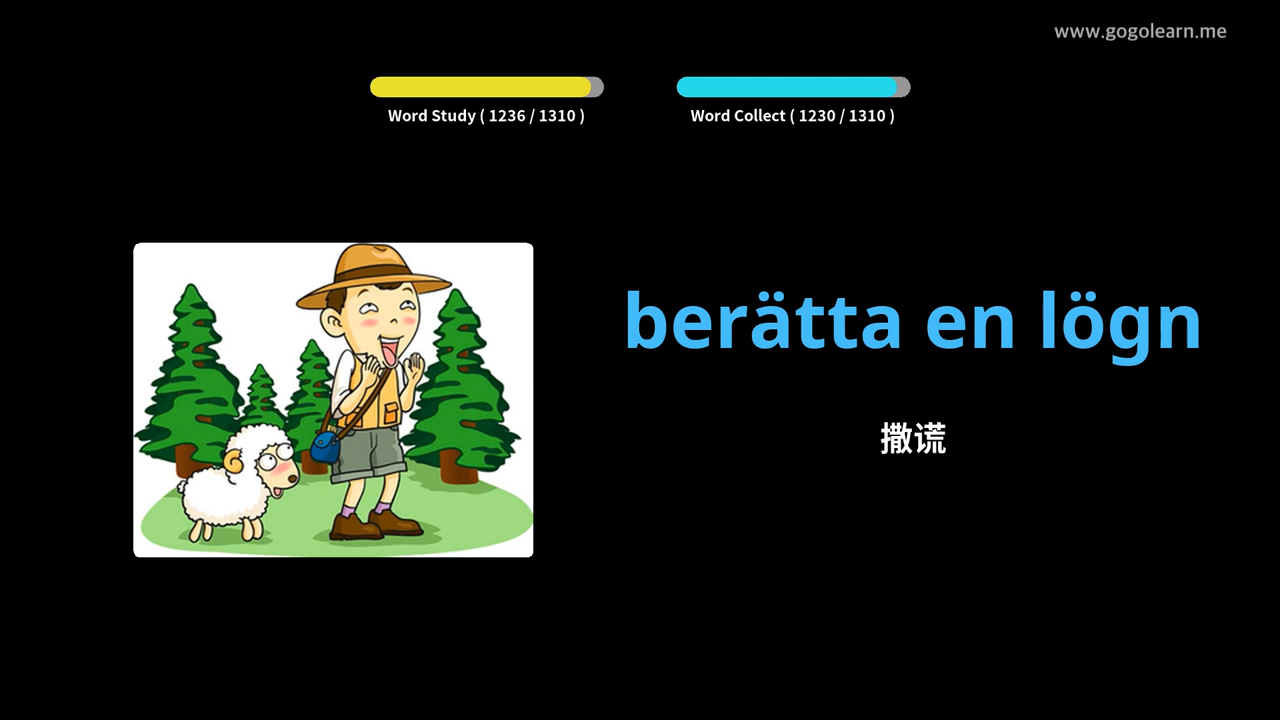 www.gogolearn.me
Word Study ( 1236 / 1310 )
Word Collect ( 1230 / 1310 )
berätta en lögn
撒谎